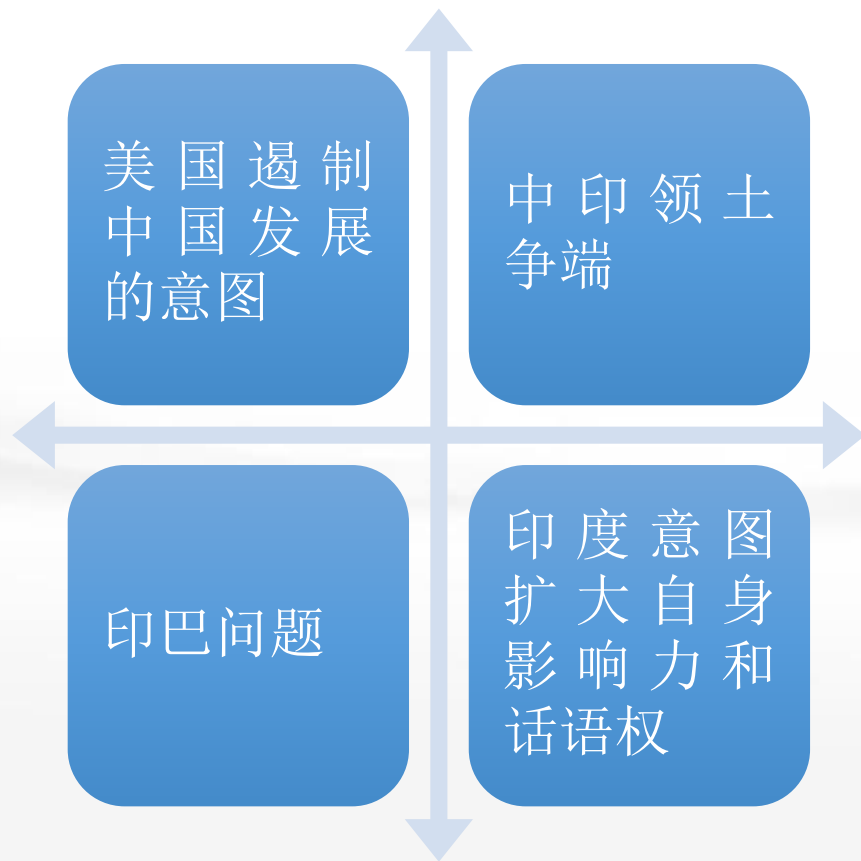 美国遏制
中国发展
的意图
中印领土
争端
印巴问题
印度意图
扩大自身
影响力和
话语权